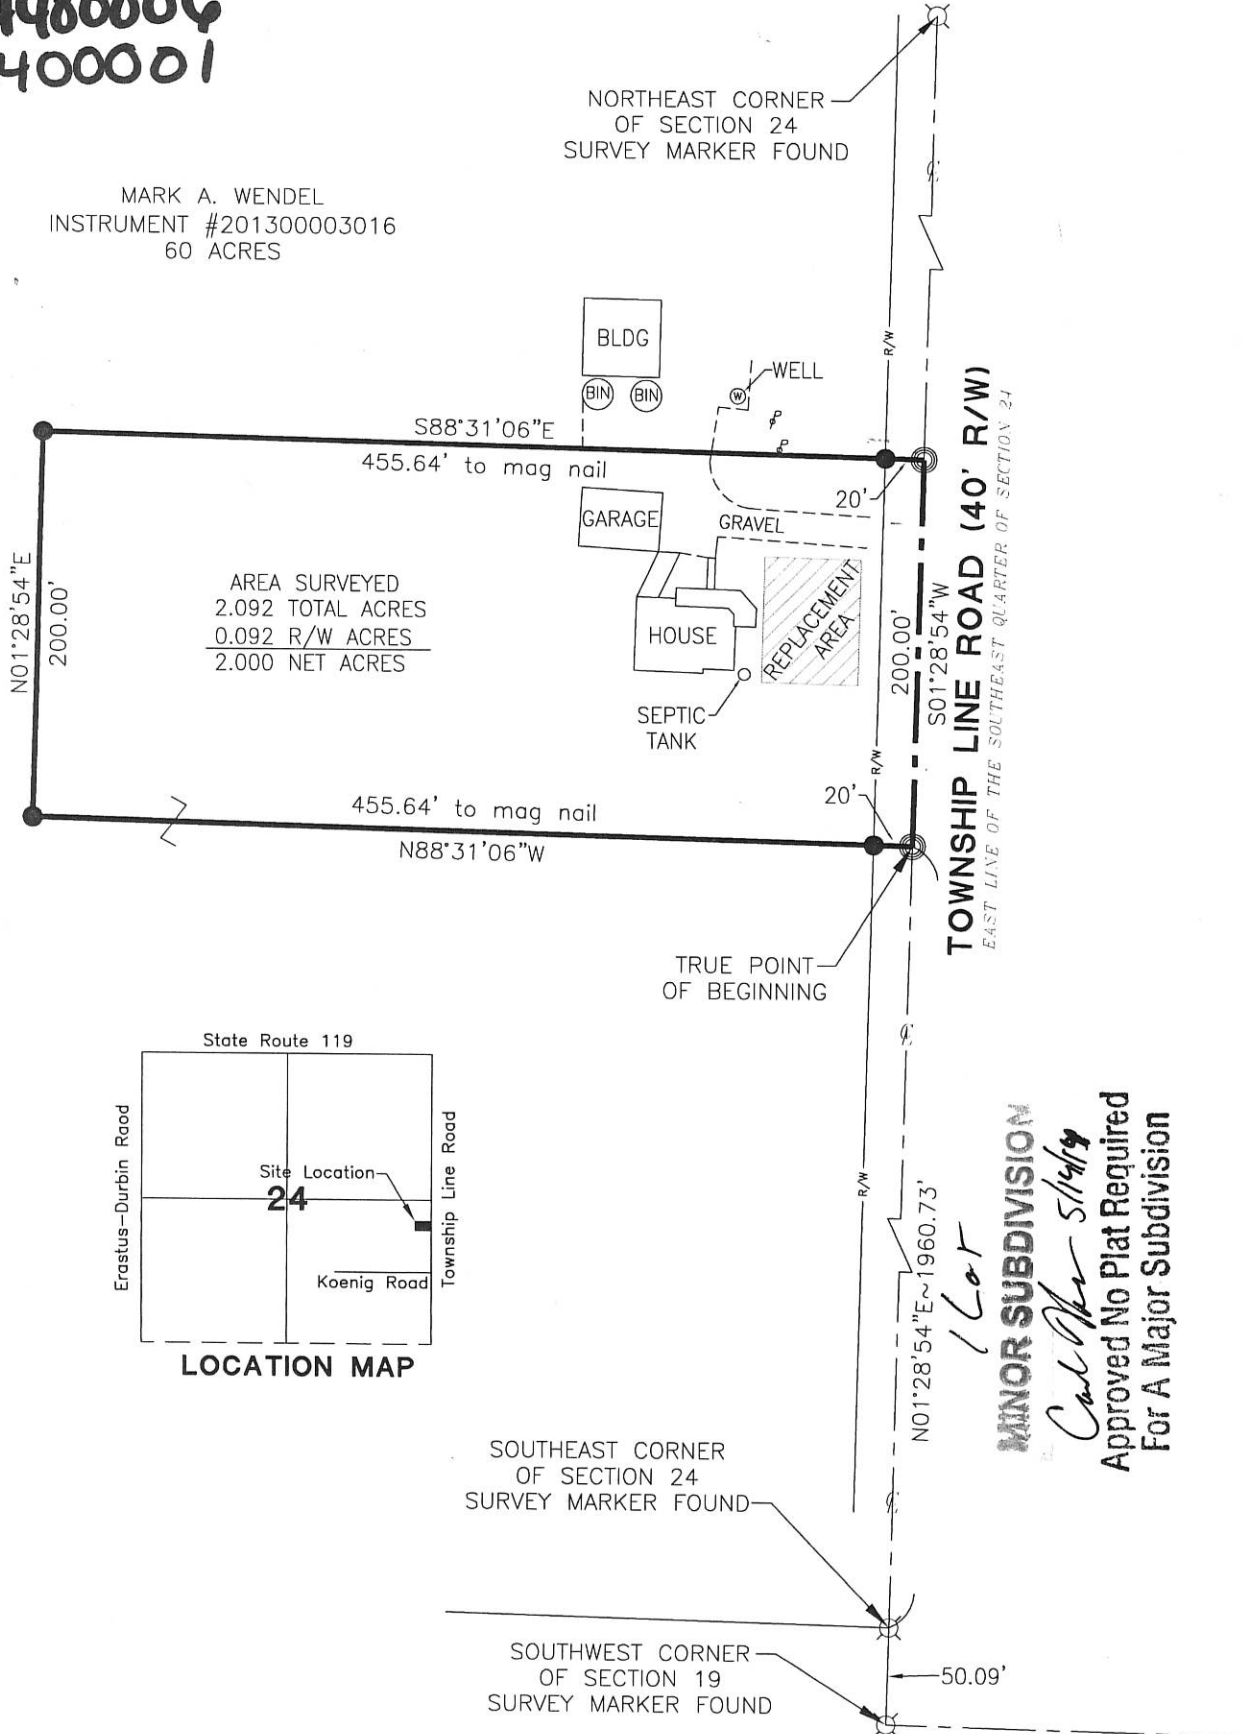 400001
NORTHEAST CORNER
OF SECTION 24
SURVEY MARKER FOUND
MARK A. WENDEL
INSTRUMENT #201300003016
60 ACRES
BLDG
BIN
BIN
WELL
W
R/W
S88°31'06"E
455.64' to mag nail
20'
GARAGE
GRAVEL
N01°28'54"E
200.00'
AREA SURVEYED
2.092 TOTAL ACRES
0.092 R/W ACRES
2.000 NET ACRES
HOUSE
REPLACEMENT
AREA
SEPTIC
TANK
200.00'
S01°28'54"W
TOWNSHIP LINE ROAD (40' R/W)
EAST LINE OF THE SOUTHEAST QUARTER OF SECTION 24
R/W
20'
455.64' to mag nail
N88°31'06"W
TRUE POINT
OF BEGINNING
State Route 119
Erastus-Durbin Raod
Site Location
24
Township Line Road
Koenig Road
LOCATION MAP
R/W
N01°28'54"E~1960.73'
1 Lot
MINOR SUBDIVISION
Approved No Plat Required
For A Major Subdivision
SOUTHEAST CORNER
OF SECTION 24
SURVEY MARKER FOUND
SOUTHWEST CORNER
OF SECTION 19
SURVEY MARKER FOUND
50.09'